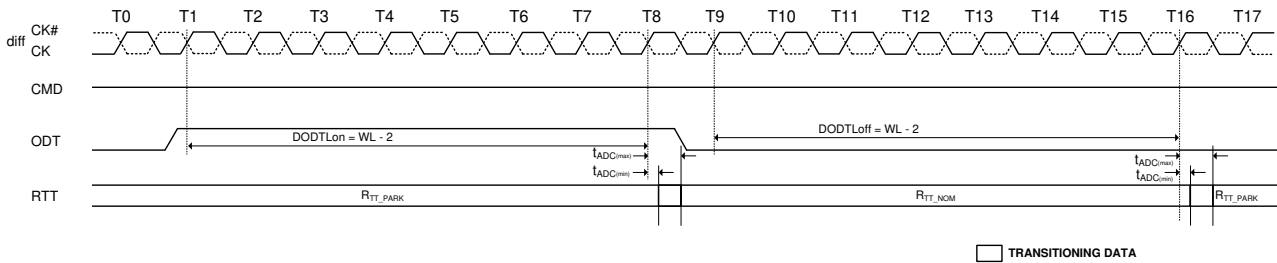 T0 T1 T2 T3 T4 T5 T6 T7 T8 T9 T10 T11 T12 T13 T14 T15 T16 T17
diff CK#
CK
CMD
ODT
DODTLon = WL - 2
DODTLoff = WL - 2
tADC(max)
tADC(max)
tADC(min)
tADC(min)
RTT
RTT_PARK
RTT_NOM
RTT_PARK
TRANSITIONING DATA